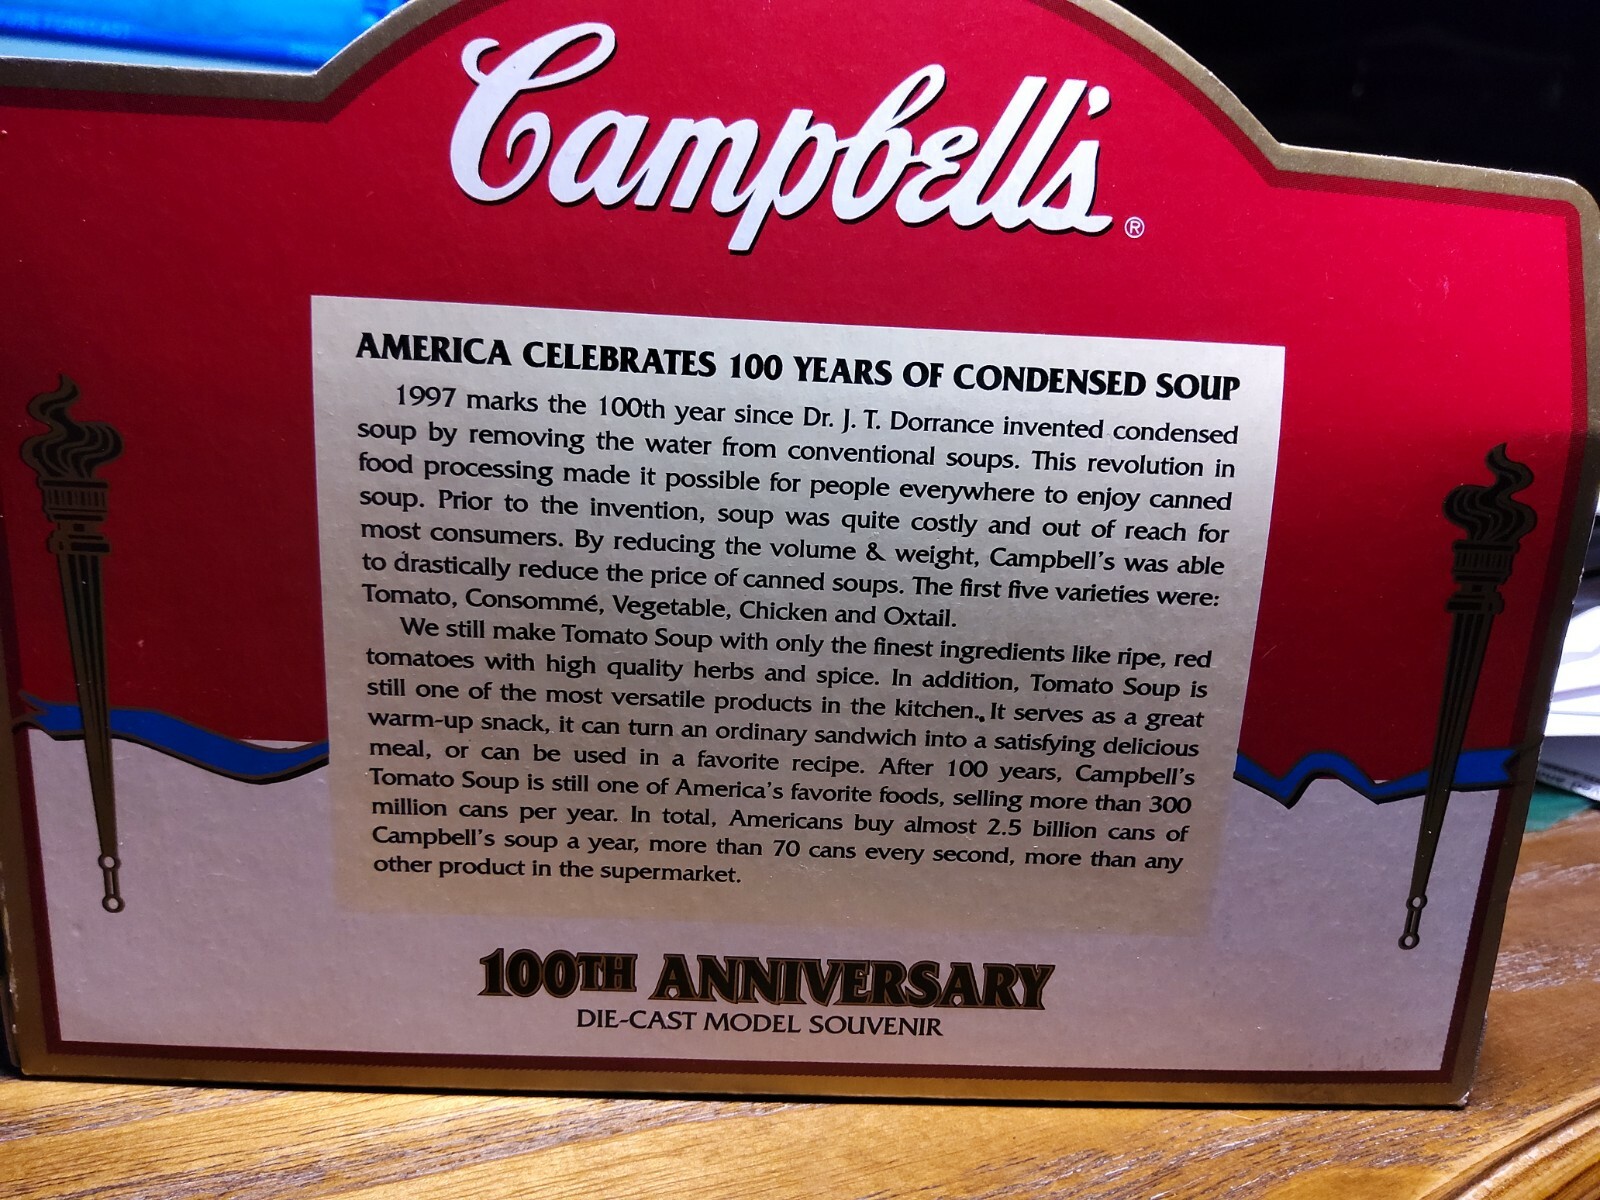 Campbell's®
AMERICA CELEBRATES 100 YEARS OF CONDENSED SOUP
1997 marks the 100th year since Dr. J. T. Dorrance invented condensed
soup by removing the water from conventional soups. This revolution in
food processing made it possible for people everywhere to enjoy canned
soup. Prior to the invention, soup was quite costly and out of reach for
most consumers. By reducing the volume & weight, Campbell's was able
to drastically reduce the price of canned soups. The first five varieties were:
Tomato, Consommé, Vegetable, Chicken and Oxtail.
We still make Tomato Soup with only the finest ingredients like ripe, red
tomatoes with high quality herbs and spice. In addition, Tomato Soup is
still one of the most versatile products in the kitchen. It serves as a great
warm-up snack, it can turn an ordinary sandwich into a satisfying delicious
meal, or can be used in a favorite recipe. After 100 years, Campbell's
Tomato Soup is still one of America's favorite foods, selling more than 300
million cans per year. In total, Americans buy almost 2.5 billion cans of
Campbell's soup a year, more than 70 cans every second, more than any
other product in the supermarket.
100TH ANNIVERSARY
DIE-CAST MODEL SOUVENIR